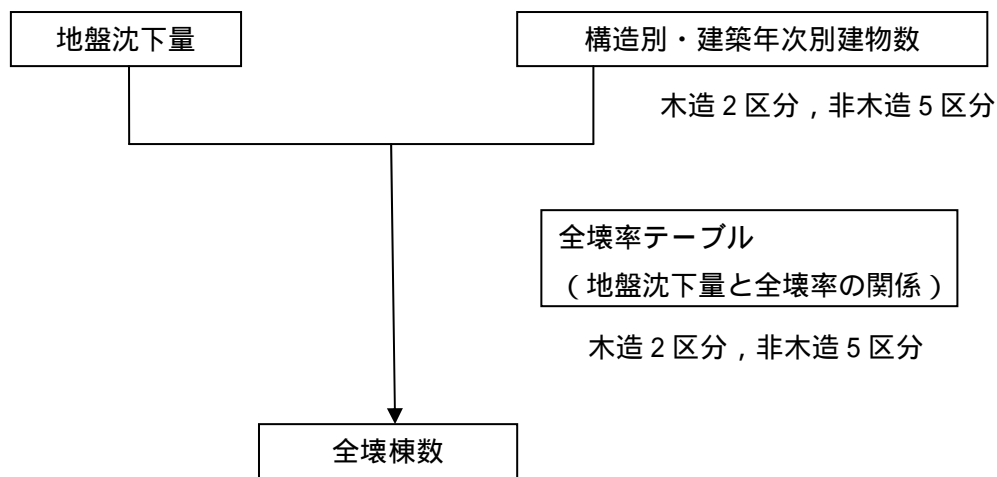 地盤沈下量
構造別・建築年次別建物数
木造2区分，非木造5区分
全壊率テーブル
（地盤沈下量と全壊率の関係）
木造2区分，非木造5区分
全壊棟数